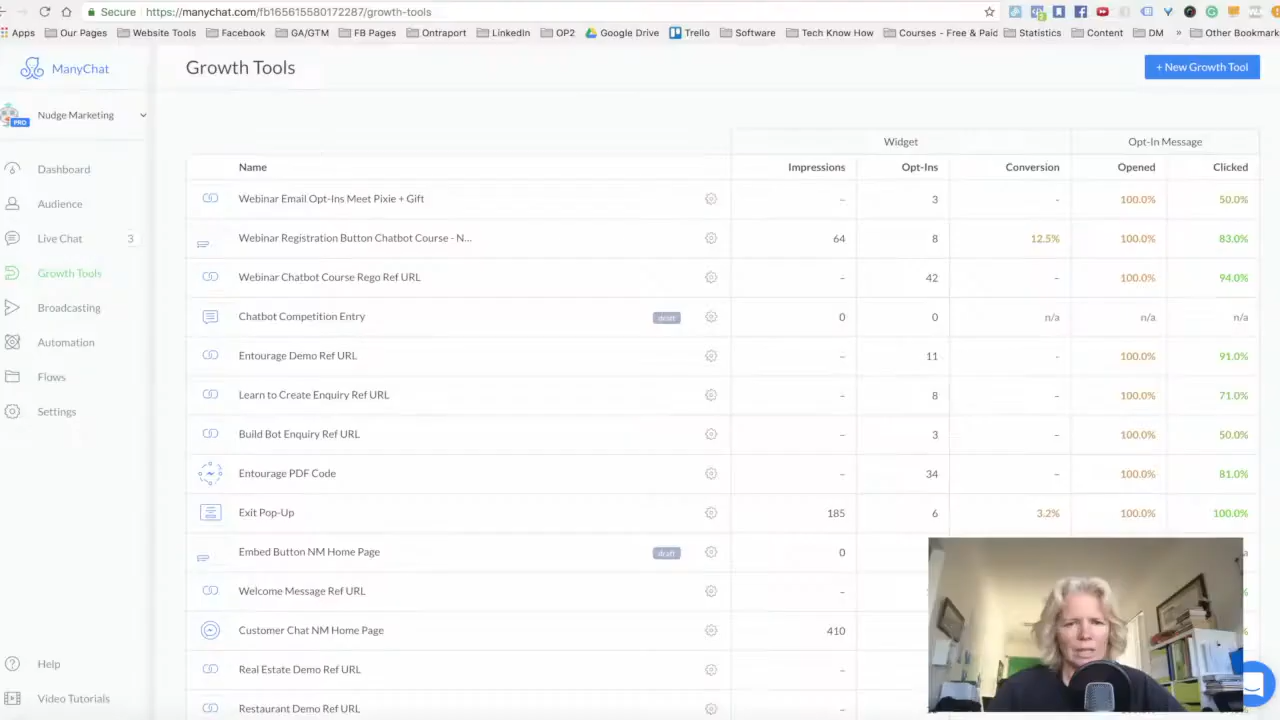 Secure https://manychat.com/fb165615580172287/growth-tools
Apps Our Pages Website Tools Facebook GA/GTM FB Pages Ontraport LinkedIn OP2 Google Drive Trello Software Tech Know How Courses - Free & Paid Statistics Content DM » Other Bookmark
ManyChat
Growth Tools
+ New Growth Tool
PRO Nudge Marketing
Dashboard
Audience
Live Chat 3
Growth Tools
Broadcasting
Automation
Flows
Settings
Help
Video Tutorials
Widget Opt-In Message
Name Impressions Opt-Ins Conversion Opened Clicked
Webinar Email Opt-Ins Meet Pixie + Gift – 3 - 100.0% 50.0%
Webinar Registration Button Chatbot Course - N... 64 8 12.5% 100.0% 83.0%
Webinar Chatbot Course Rego Ref URL – 42 – 100.0% 94.0%
Chatbot Competition Entry draft 0 0 n/a n/a n/a
Entourage Demo Ref URL – 11 - 100.0% 91.0%
Learn to Create Enquiry Ref URL – 8 – 100.0% 71.0%
Build Bot Enquiry Ref URL – 3 – 100.0% 50.0%
Entourage PDF Code – 34 – 100.0% 81.0%
Exit Pop-Up 185 6 3.2% 100.0% 100.0%
Embed Button NM Home Page draft 0
Welcome Message Ref URL –
Customer Chat NM Home Page 410
Real Estate Demo Ref URL –
Restaurant Demo Ref URL –